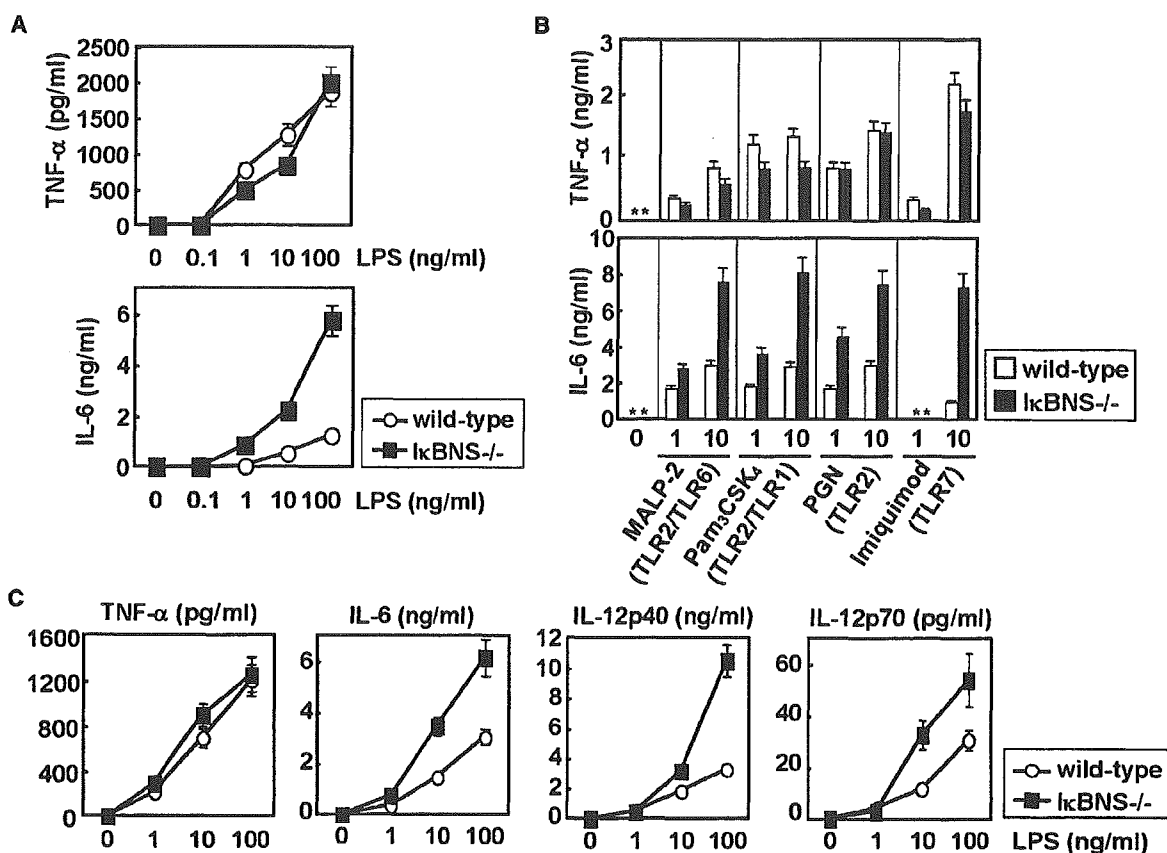 A
TNF-α (pg/ml)
2500
2000
1500
1000
500
0
0 0.1 1 10 100 LPS (ng/ml)
IL-6 (ng/ml)
6
4
2
0
0 0.1 1 10 100 LPS (ng/ml)
wild-type
IκBNS-/-
B
TNF-α (ng/ml)
3
2
1
0
**
IL-6 (ng/ml)
10
8
6
4
2
0
** **
0 1 10 1 10 1 10 1 10
MALP-2
(TLR2/TLR6)
Pam3CSK4
(TLR2/TLR1)
PGN
(TLR2)
Imiquimod
(TLR7)
wild-type
IκBNS-/-
C
TNF-α (pg/ml)
1600
1200
800
400
0
0 1 10 100
IL-6 (ng/ml)
6
4
2
0
0 1 10 100
IL-12p40 (ng/ml)
12
10
8
6
4
2
0
0 1 10 100
IL-12p70 (pg/ml)
60
40
20
0
0 1 10 100 LPS (ng/ml)
wild-type
IκBNS-/-